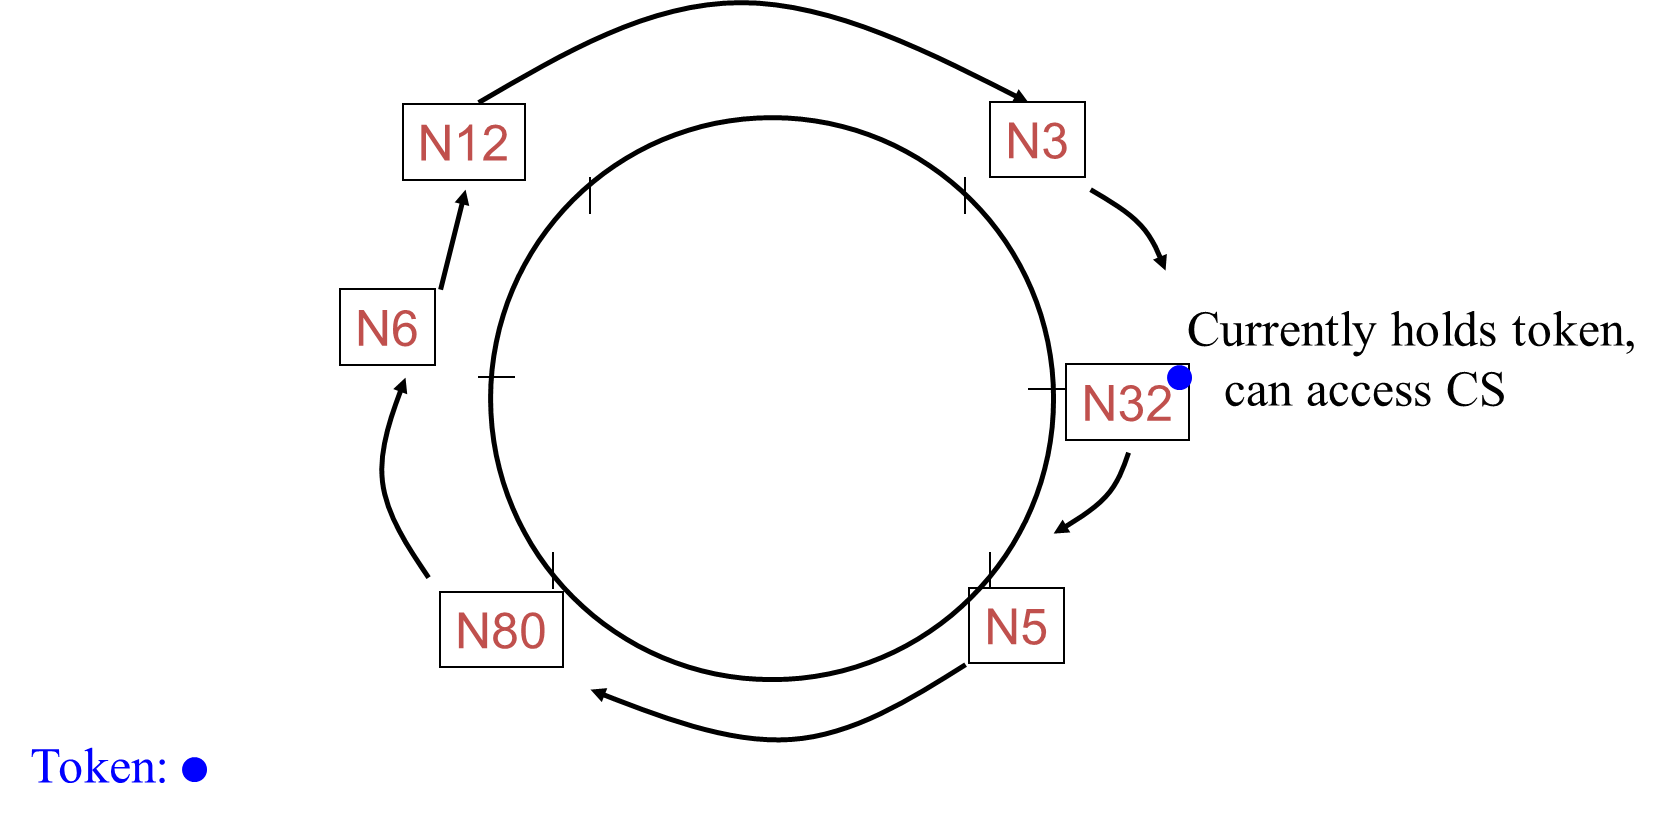 N12
N3
N6
Currently holds token,
can access CS
N32
N80
N5
Token: